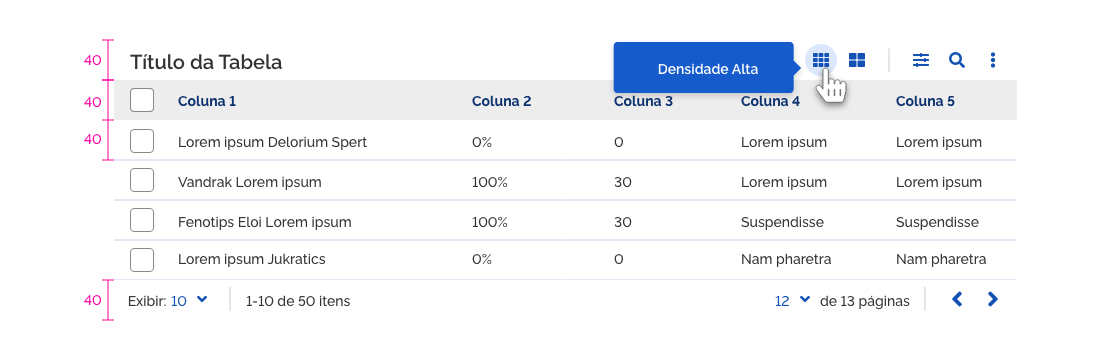 40 Título da Tabela Densidade Alta
40 Coluna 1 Coluna 2 Coluna 3 Coluna 4 Coluna 5
40 Lorem ipsum Delorium Spert 0% 0 Lorem ipsum Lorem ipsum
Vandrak Lorem ipsum 100% 30 Lorem ipsum Lorem ipsum
Fenotips Eloi Lorem ipsum 100% 30 Suspendisse Suspendisse
Lorem ipsum Jukratics 0% 0 Nam pharetra Nam pharetra
40 Exibir: 10 1-10 de 50 itens 12 de 13 páginas